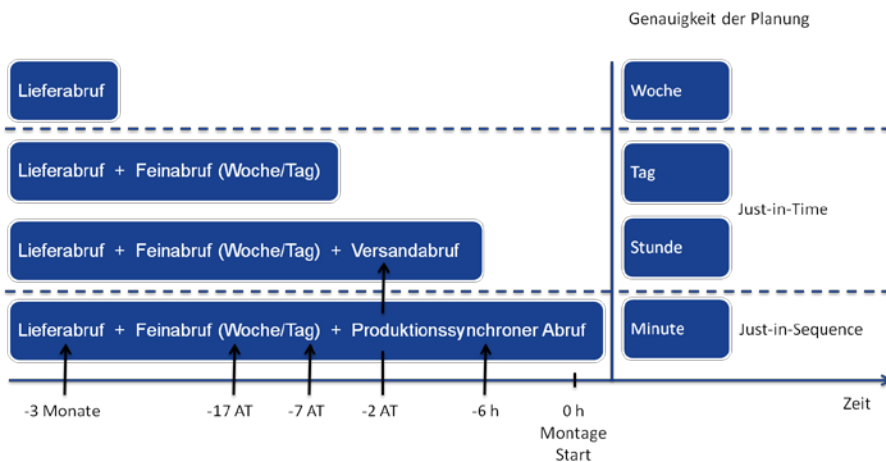 Genauigkeit der Planung
Lieferabruf
Woche
Lieferabruf + Feinabruf (Woche/Tag)
Tag
Just-in-Time
Lieferabruf + Feinabruf (Woche/Tag) + Versandabruf
Stunde
Lieferabruf + Feinabruf (Woche/Tag) + Produktionssynchroner Abruf
Minute
Just-in-Sequence
-3 Monate
-17 AT
-7 AT
-2 AT
-6 h
0 h
Montage
Start
Zeit